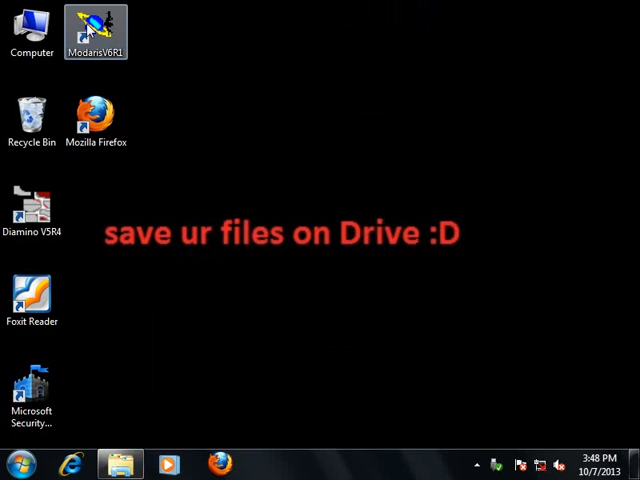 Computer
ModarisV6R1
Recycle Bin
Mozilla Firefox
Diamino V5R4
save ur files on Drive :D
Foxit Reader
Microsoft
Security...
3:48 PM
10/7/2013